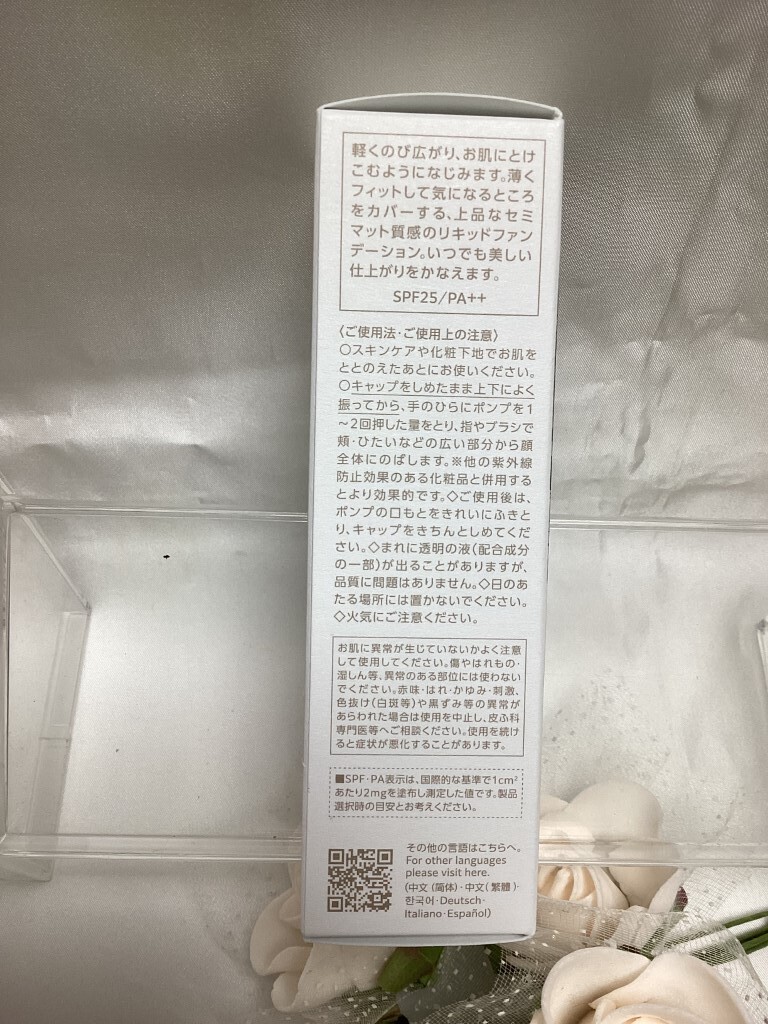 軽くのび広がり、お肌にとけ
こむようになじみます。薄く
フィットして気になるところ
をカバーする、上品なセミ
マット質感のリキッドファン
デーション。いつでも美しい
仕上がりをかなえます。
SPF25/PA++
〈ご使用法・ご使用上の注意〉
○スキンケアや化粧下地でお肌を
ととのえたあとにお使いください。
○キャップをしめたまま上下によく
振ってから、手のひらにポンプを1
～2回押した量をとり、指やブラシで
頬・ひたいなどの広い部分から顔
全体にのばします。※他の紫外線
防止効果のある化粧品と併用する
とより効果的です。◇ご使用後は、
ポンプの口もとをきれいにふきと
り、キャップをきちんとしめてくだ
さい。◇まれに透明の液(配合成分
の一部)が出ることがありますが、
品質に問題はありません。◇日のあ
たる場所には置かないでください。
◇火気にご注意ください。
お肌に異常が生じていないかよく注意
して使用してください。傷やはれもの・
湿しん等、異常のある部位には使わない
でください。赤味・はれ・かゆみ・刺激、
色抜け(白斑等)や黒ずみ等の異常が
あらわれた場合は使用を中止し、皮ふ科
専門医等へご相談ください。使用を続け
ると症状が悪化することがあります。
■SPF・PA表示は、国際的な基準で1cm²
あたり2mgを塗布し測定した値です。製品
選択時の目安とお考えください。
その他の言語はこちらへ。
For other languages
please visit here.
(中文(简体)・中文(繁體)・
한국어・Deutsch・
Italiano・Español)